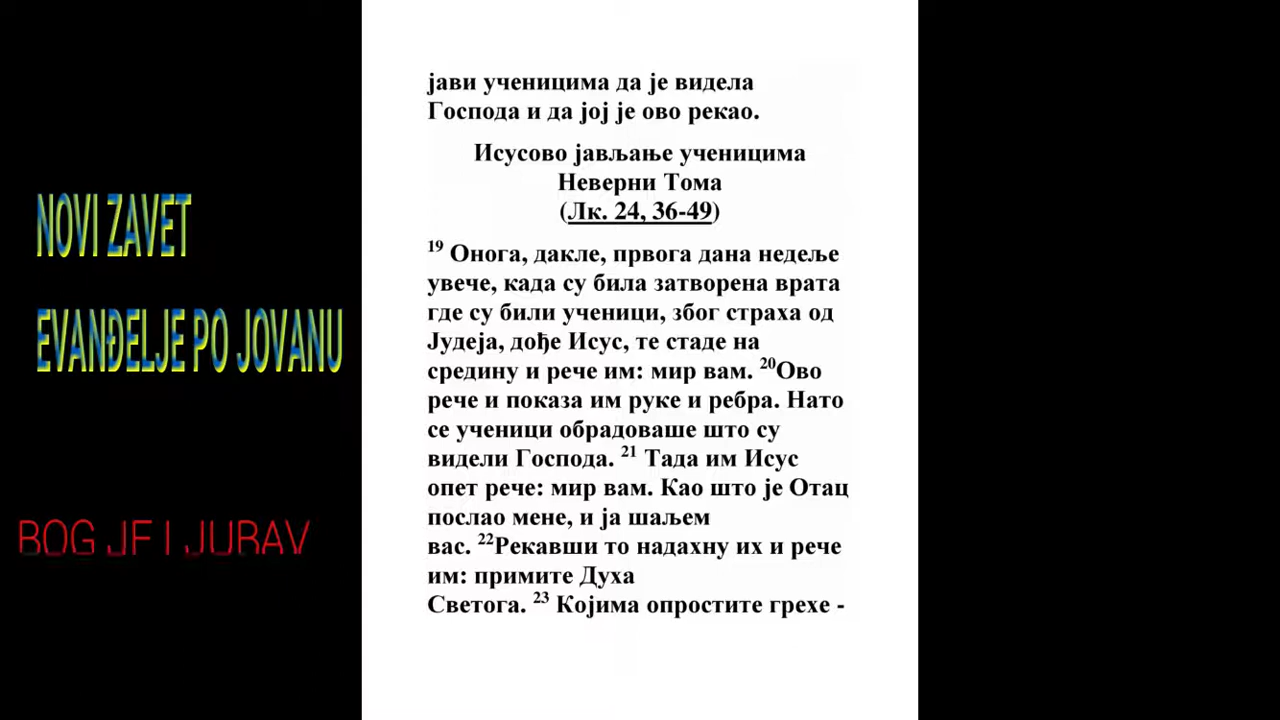 NOVI ZAVET
EVANĐELJE PO JOVANU
BOG JE LJUBAV
јави ученицима да је видела
Господа и да јој је ово рекао.
Исусово јављање ученицима
Неверни Тома
(Лк. 24, 36-49)
19 Онога, дакле, првога дана недеље
увече, када су била затворена врата
где су били ученици, због страха од
Јудеја, дође Исус, те стаде на
средину и рече им: мир вам. 20Ово
рече и показа им руке и ребра. Нато
се ученици обрадоваше што су
видели Господа. 21 Тада им Исус
опет рече: мир вам. Као што је Отац
послао мене, и ја шаљем
вас. 22Рекавши то надахну их и рече
им: примите Духа
Светога. 23 Којима опростите грехе -